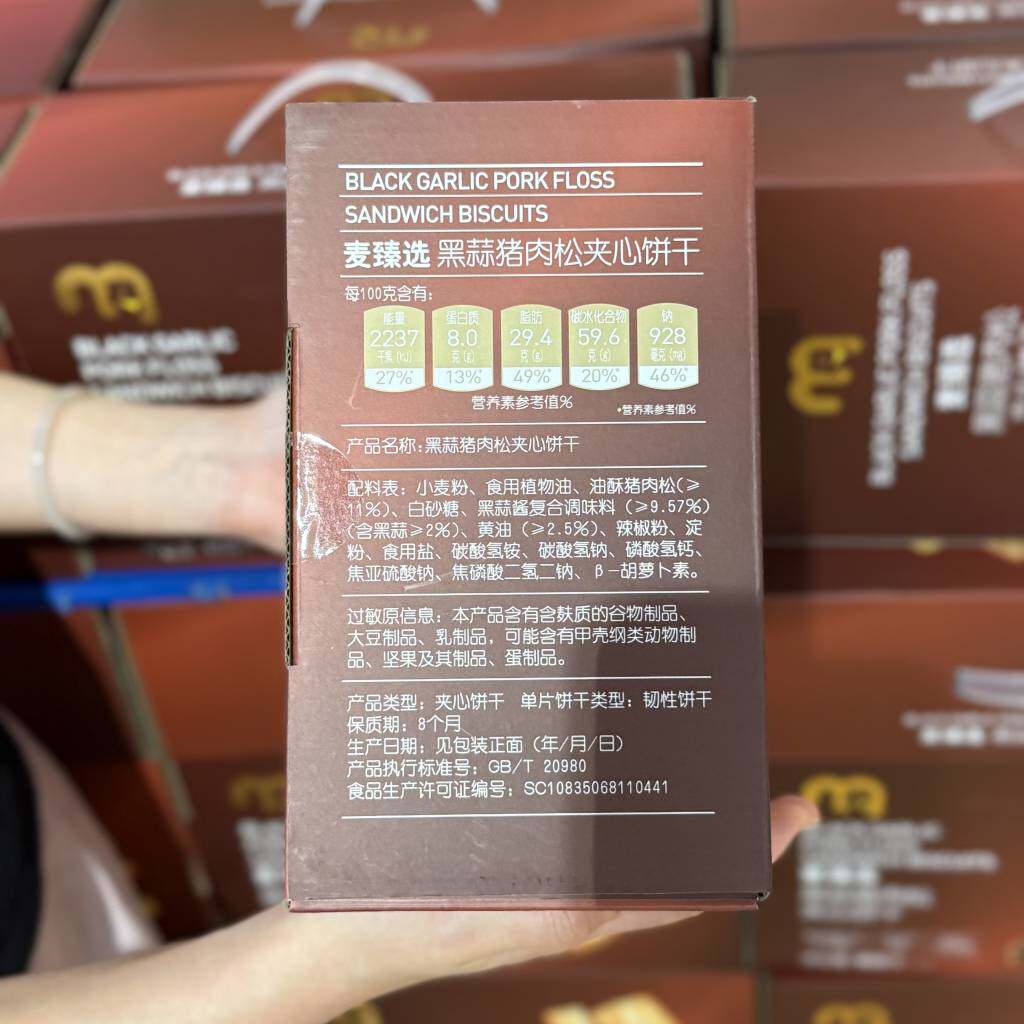 BLACK GARLIC PORK FLOSS
SANDWICH BISCUITS
麦臻选 黑蒜猪肉松夹心饼干
每100克含有:
能量 蛋白质 脂肪 碳水化合物 钠
2237 8.0 29.4 59.6 928
千焦(kJ) 克(g) 克(g) 克(g) 毫克(mg)
27%* 13%* 49%* 20%* 46%*
营养素参考值% *营养素参考值%
产品名称:黑蒜猪肉松夹心饼干
配料表: 小麦粉、食用植物油、油酥猪肉松(≥
11%)、白砂糖、黑蒜酱复合调味料(≥9.57%)
(含黑蒜≥2%)、黄油(≥2.5%)、辣椒粉、淀
粉、食用盐、碳酸氢铵、碳酸氢钠、磷酸氢钙、
焦亚硫酸钠、焦磷酸二氢二钠、β-胡萝卜素。
过敏原信息: 本产品含有含麸质的谷物制品、
大豆制品、乳制品,可能含有甲壳纲类动物制
品、坚果及其制品、蛋制品。
产品类型: 夹心饼干 单片饼干类型: 韧性饼干
保质期: 8个月
生产日期: 见包装正面(年/月/日)
产品执行标准号: GB/T 20980
食品生产许可证编号: SC10835068110441
BLACK GARLIC
PORK FLOSS
SANDWICH BISCUITS